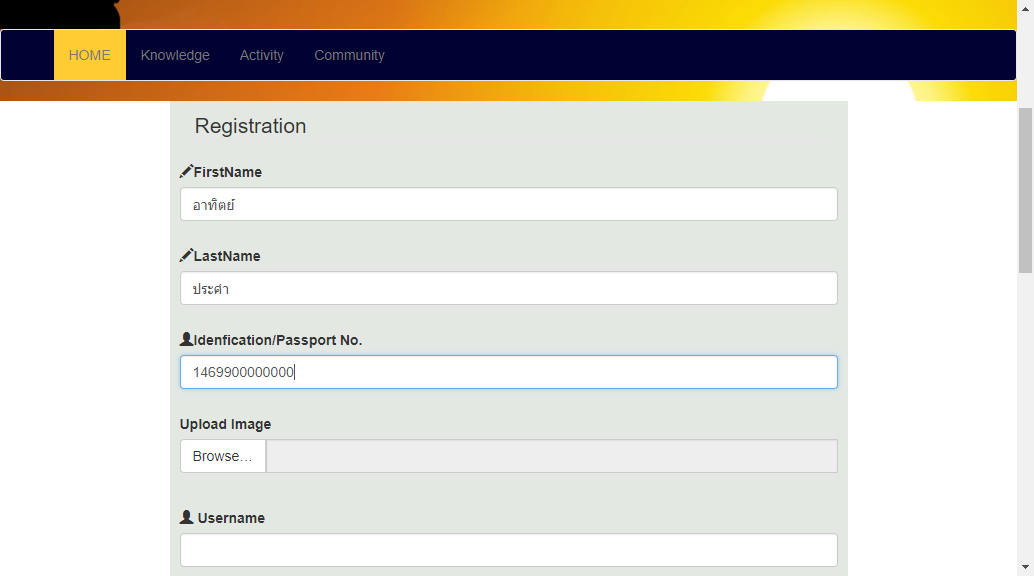 HOME Knowledge Activity Community
Registration
FirstName
อาทิตย์
LastName
ประคำ
Idenfication/Passport No.
1469900000000
Upload Image
Browse...
Username